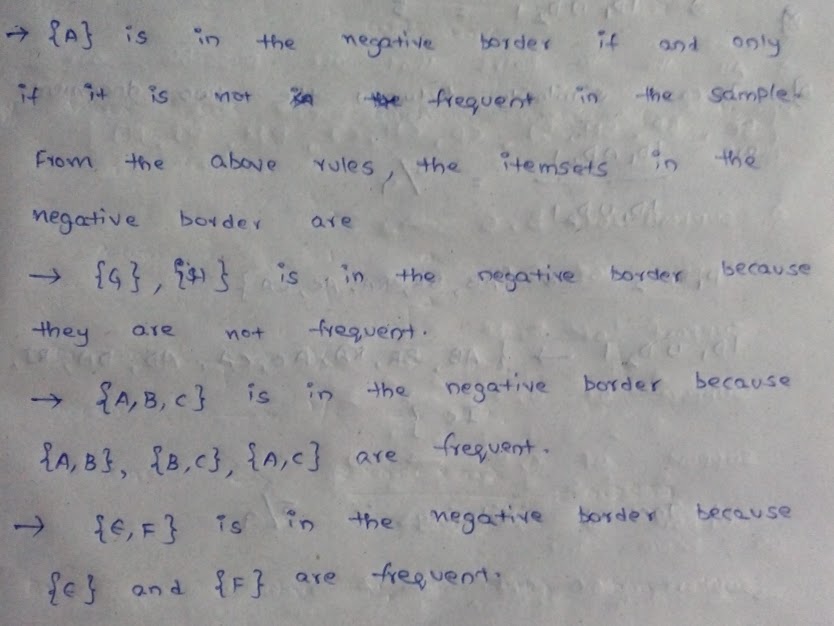 → {A} is in the negative border if and only
if it is not frequent in the sample.
From the above rules, the itemsets in the
negative border are
→ {G}, {H} is in the negative border, because
they are not frequent.
→ {A, B, C} is in the negative border because
{A, B}, {B, C}, {A, C} are frequent.
→ {E, F} is in the negative border because
{E} and {F} are frequent.